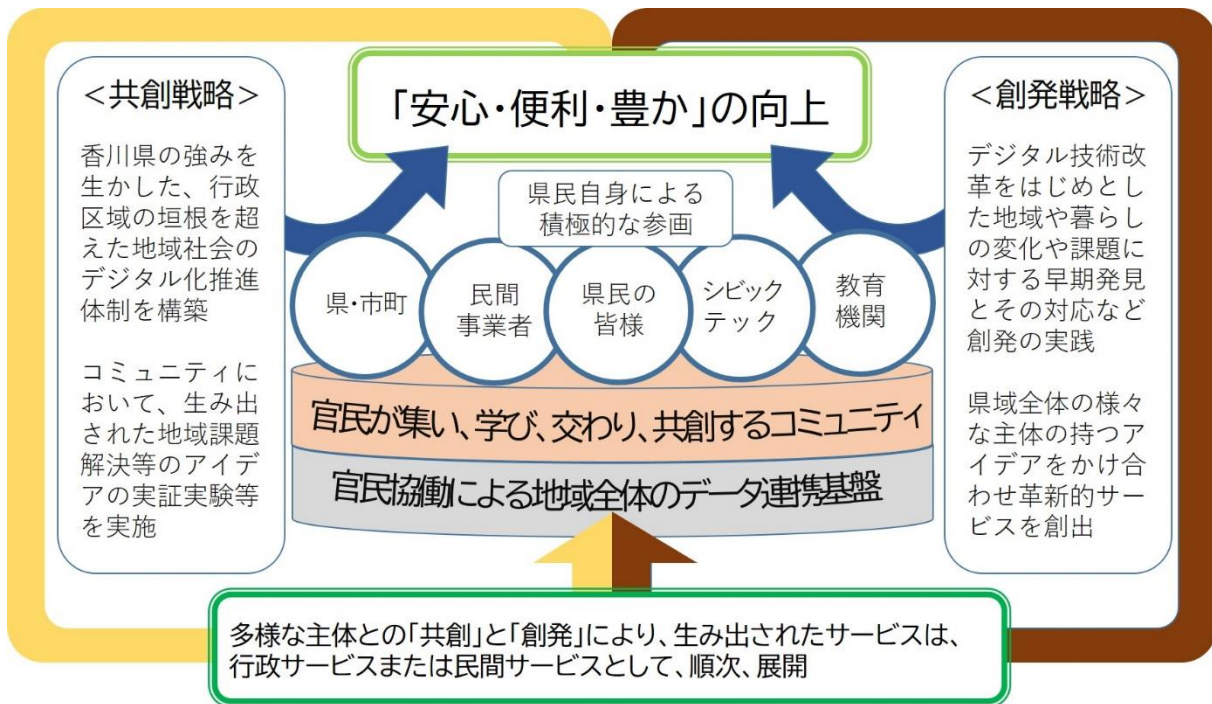 「安心・便利・豊か」の向上
＜共創戦略＞
香川県の強みを
生かした、行政
区域の垣根を超
えた地域社会の
デジタル化推進
体制を構築
コミュニティに
おいて、生み出
された地域課題
解決等のアイデ
アの実証実験等
を実施
県民自身による
積極的な参画
県・市町
民間
事業者
県民の
皆様
シビック
テック
教育
機関
官民が集い、学び、交わり、共創するコミュニティ
官民協働による地域全体のデータ連携基盤
＜創発戦略＞
デジタル技術改
革をはじめとし
た地域や暮らし
の変化や課題に
対する早期発見
とその対応など
創発の実践
県域全体の様々
な主体の持つア
イデアをかけ合
わせ革新的サー
ビスを創出
多様な主体との「共創」と「創発」により、生み出されたサービスは、
行政サービスまたは民間サービスとして、順次、展開